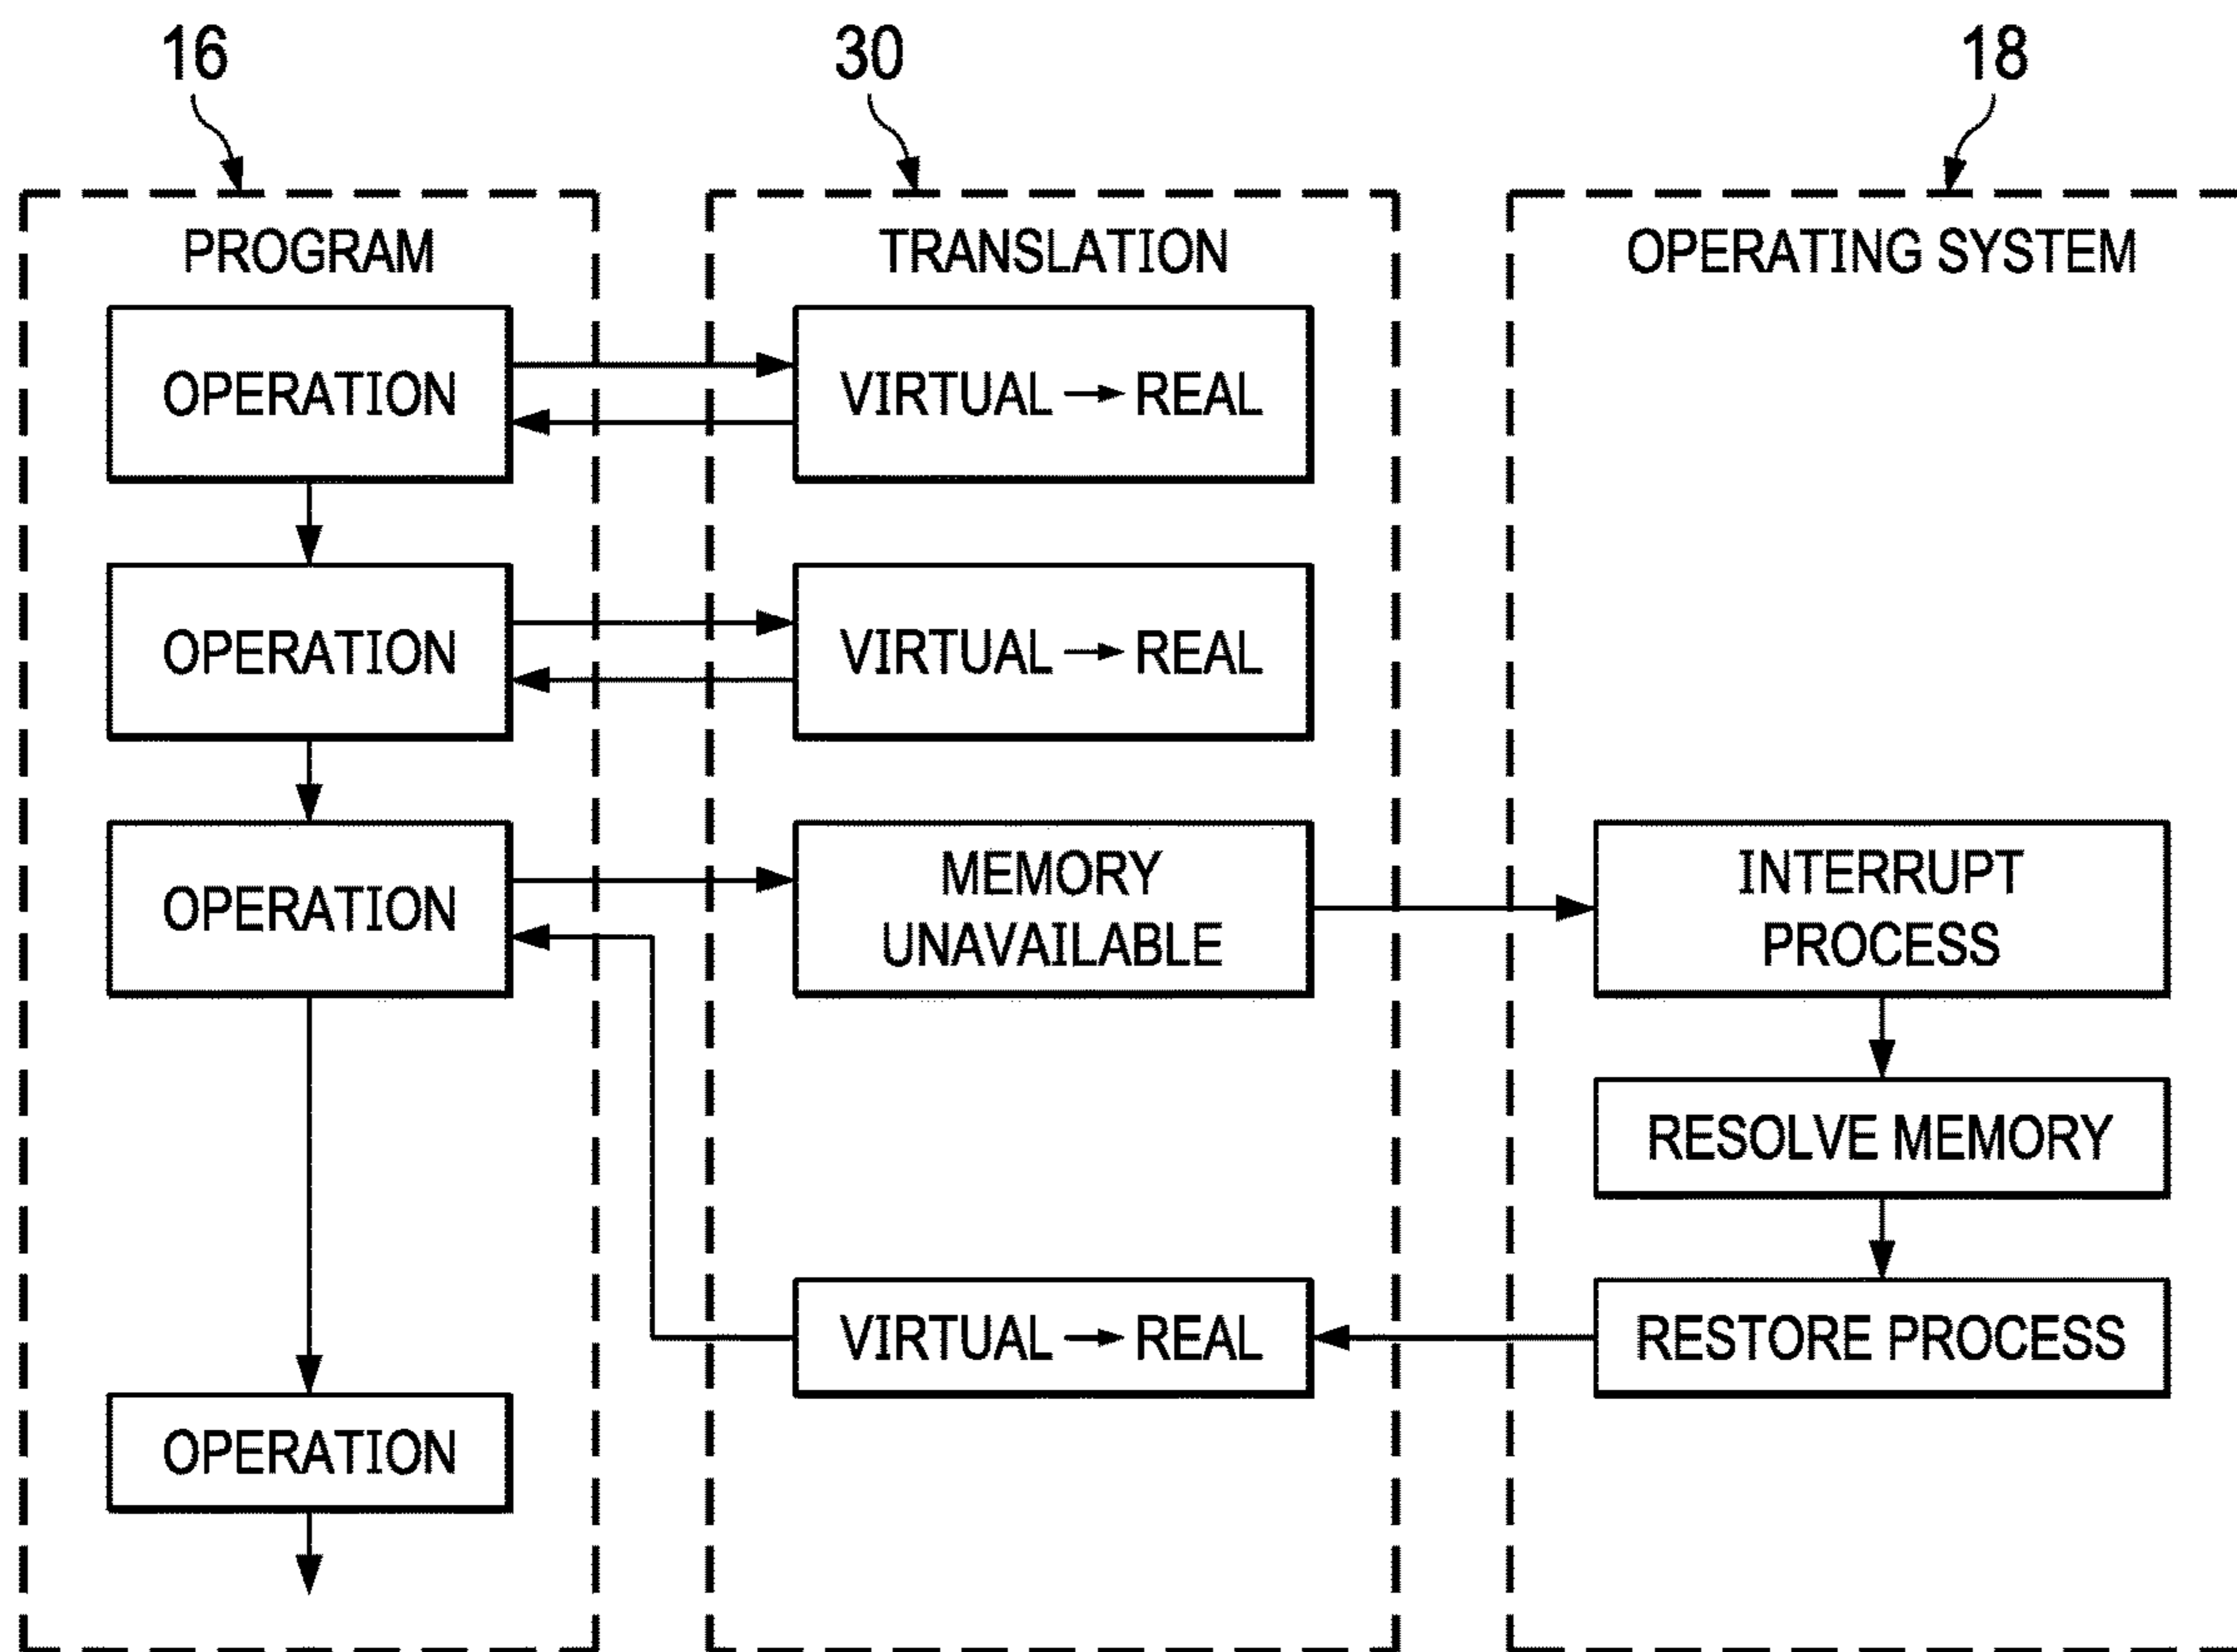 16 30 18
PROGRAM TRANSLATION OPERATING SYSTEM
OPERATION VIRTUAL → REAL
OPERATION VIRTUAL → REAL
OPERATION
MEMORY
UNAVAILABLE
INTERRUPT
PROCESS
RESOLVE MEMORY
VIRTUAL → REAL RESTORE PROCESS
OPERATION